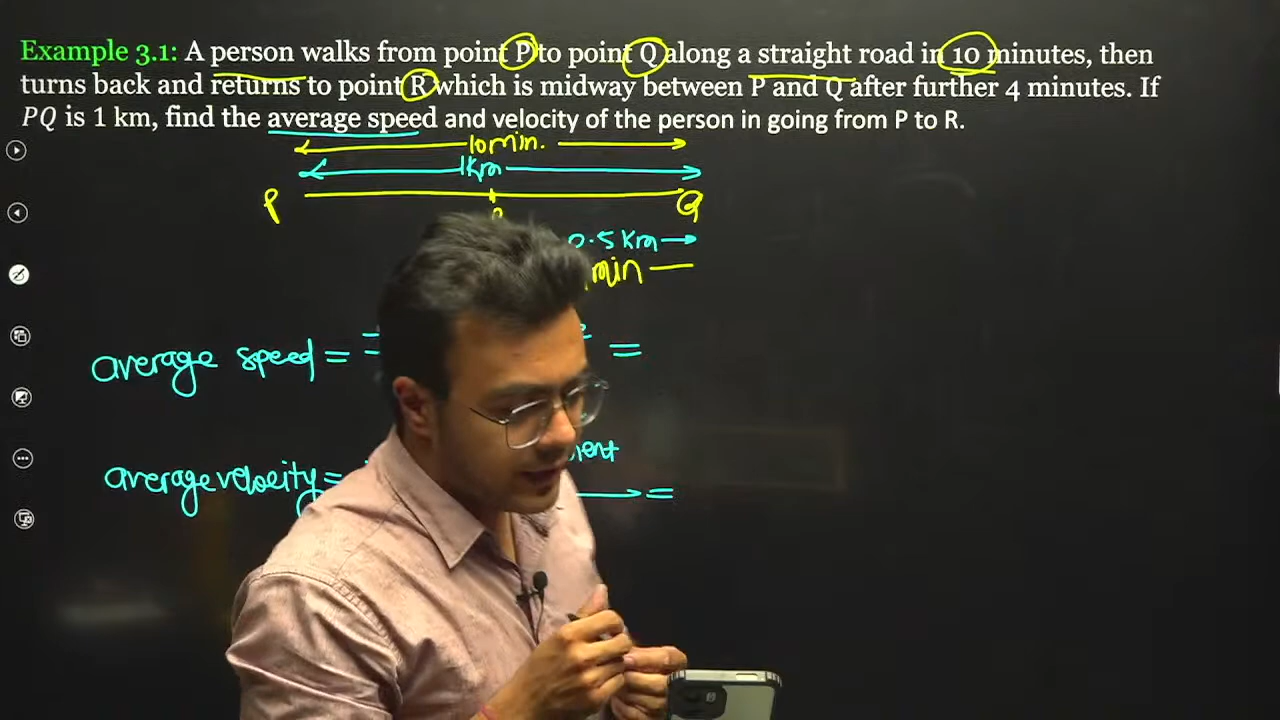 Example 3.1: A person walks from point P to point Q along a straight road in 10 minutes, then
turns back and returns to point R which is midway between P and Q after further 4 minutes. If
PQ is 1 km, find the average speed and velocity of the person in going from P to R.
10min.
1Km
P Q
0.5 Km
min
average speed = =
average velocity = =